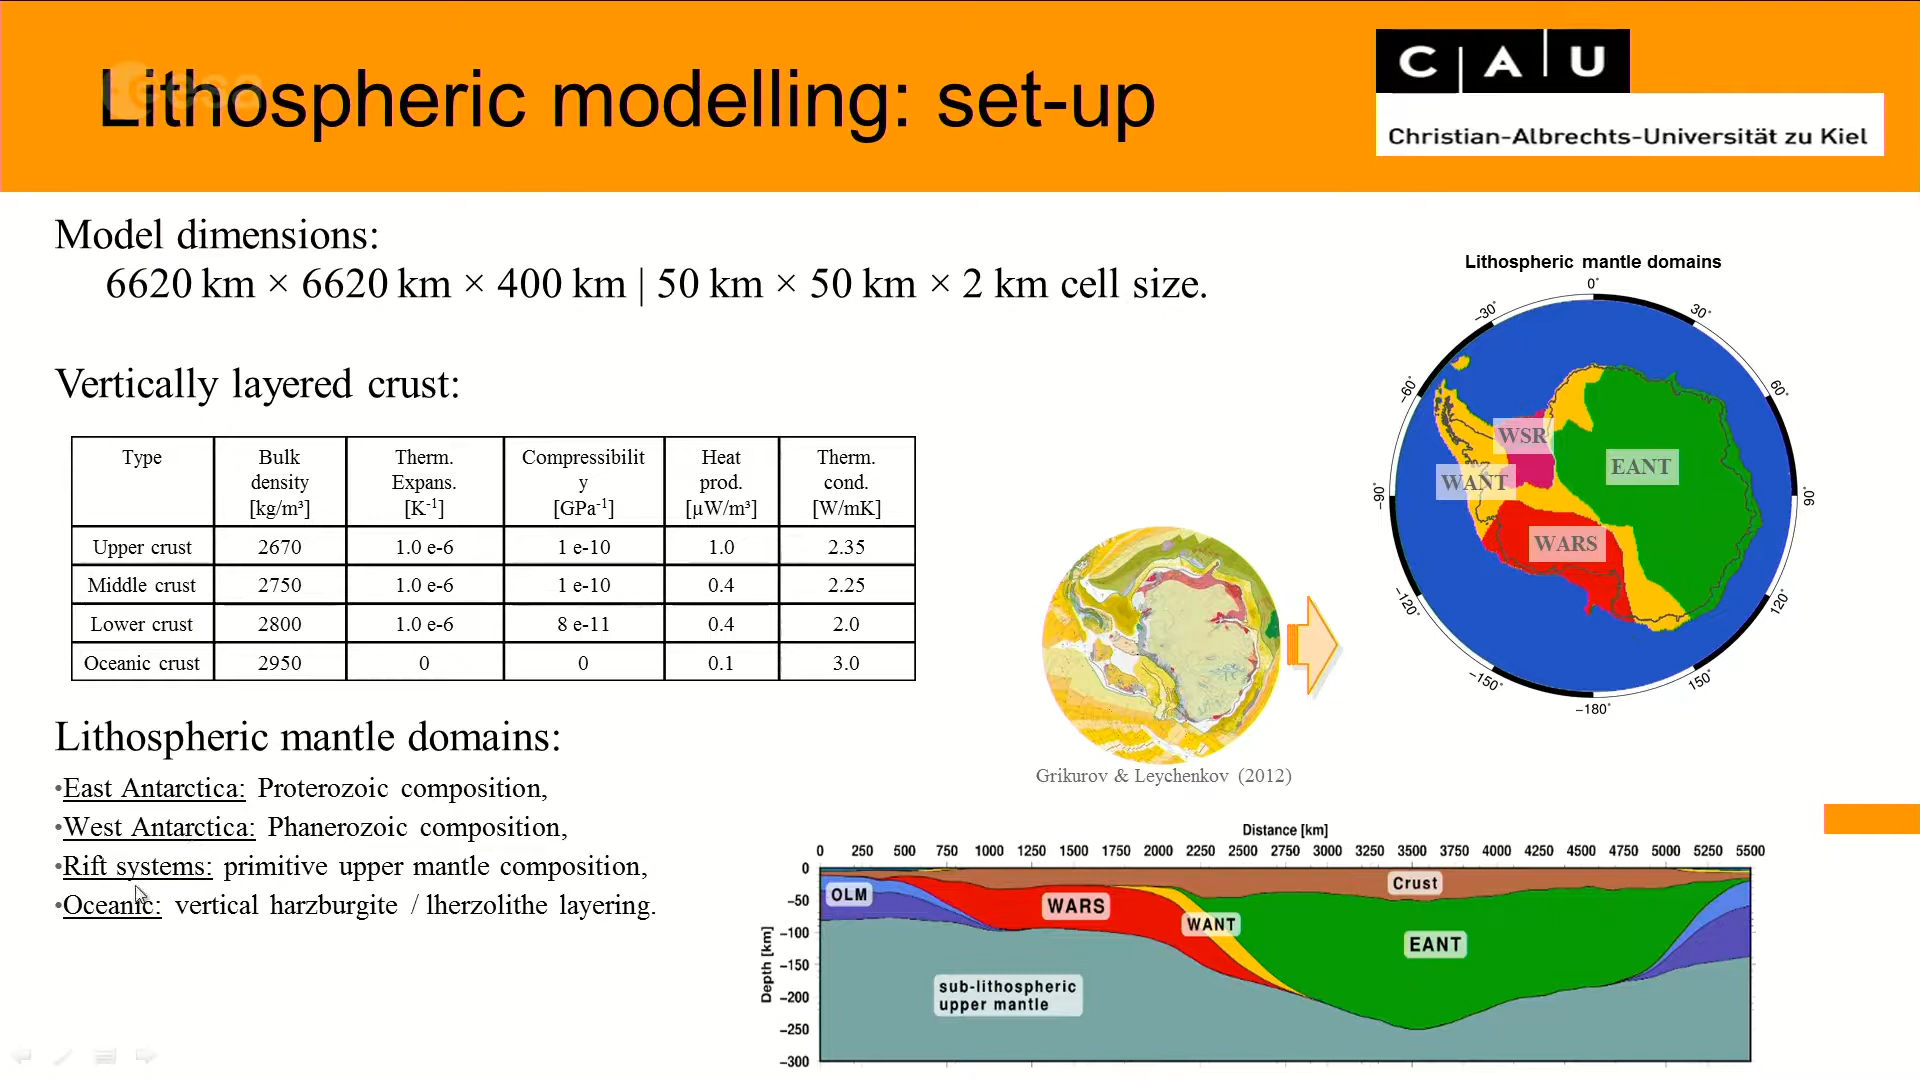 Lithospheric modelling: set-up
C A U
Christian-Albrechts-Universität zu Kiel
Model dimensions:
6620 km × 6620 km × 400 km | 50 km × 50 km × 2 km cell size.
Vertically layered crust:
Type Bulk density [kg/m³] Therm. Expans. [K-1] Compressibility [GPa-1] Heat prod. [µW/m³] Therm. cond. [W/mK]
Upper crust 2670 1.0 e-6 1 e-10 1.0 2.35
Middle crust 2750 1.0 e-6 1 e-10 0.4 2.25
Lower crust 2800 1.0 e-6 8 e-11 0.4 2.0
Oceanic crust 2950 0 0 0.1 3.0
Lithospheric mantle domains:
•East Antarctica: Proterozoic composition,
•West Antarctica: Phanerozoic composition,
•Rift systems: primitive upper mantle composition,
•Oceanic: vertical harzburgite / lherzolithe layering.
Grikurov & Leychenkov (2012)
Lithospheric mantle domains
0°
30°
60°
90°
120°
150°
−180°
−150°
−120°
−90°
−60°
−30°
WSR
WANT
EANT
WARS
Distance [km]
0 250 500 750 1000 1250 1500 1750 2000 2250 2500 2750 3000 3250 3500 3750 4000 4250 4500 4750 5000 5250 5500
Depth [km]
0
−50
−100
−150
−200
−250
−300
Crust
OLM
WARS
WANT
EANT
sub-lithospheric
upper mantle